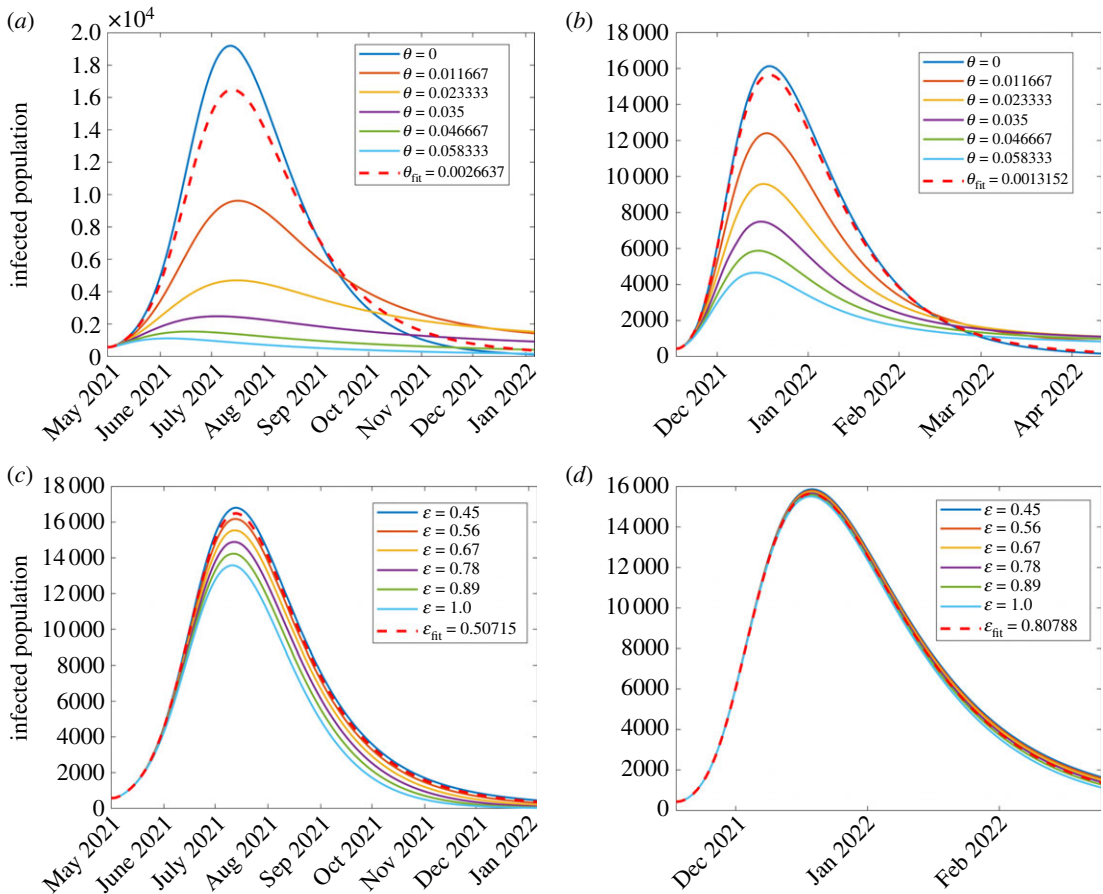 (a)
×10⁴
2.0
1.8
1.6
1.4
1.2
1.0
0.8
0.6
0.4
0.2
0
infected population
θ = 0
θ = 0.011667
θ = 0.023333
θ = 0.035
θ = 0.046667
θ = 0.058333
θfit = 0.0026637
May 2021
June 2021
July 2021
Aug 2021
Sep 2021
Oct 2021
Nov 2021
Dec 2021
Jan 2022
(b)
18 000
16 000
14 000
12 000
10 000
8000
6000
4000
2000
0
θ = 0
θ = 0.011667
θ = 0.023333
θ = 0.035
θ = 0.046667
θ = 0.058333
θfit = 0.0013152
Dec 2021
Jan 2022
Feb 2022
Mar 2022
Apr 2022
(c)
18 000
16 000
14 000
12 000
10 000
8000
6000
4000
2000
0
infected population
ε = 0.45
ε = 0.56
ε = 0.67
ε = 0.78
ε = 0.89
ε = 1.0
εfit = 0.50715
May 2021
June 2021
July 2021
Aug 2021
Sep 2021
Oct 2021
Nov 2021
Dec 2021
Jan 2022
(d)
16 000
14 000
12 000
10 000
8000
6000
4000
2000
0
ε = 0.45
ε = 0.56
ε = 0.67
ε = 0.78
ε = 0.89
ε = 1.0
εfit = 0.80788
Dec 2021
Jan 2022
Feb 2022